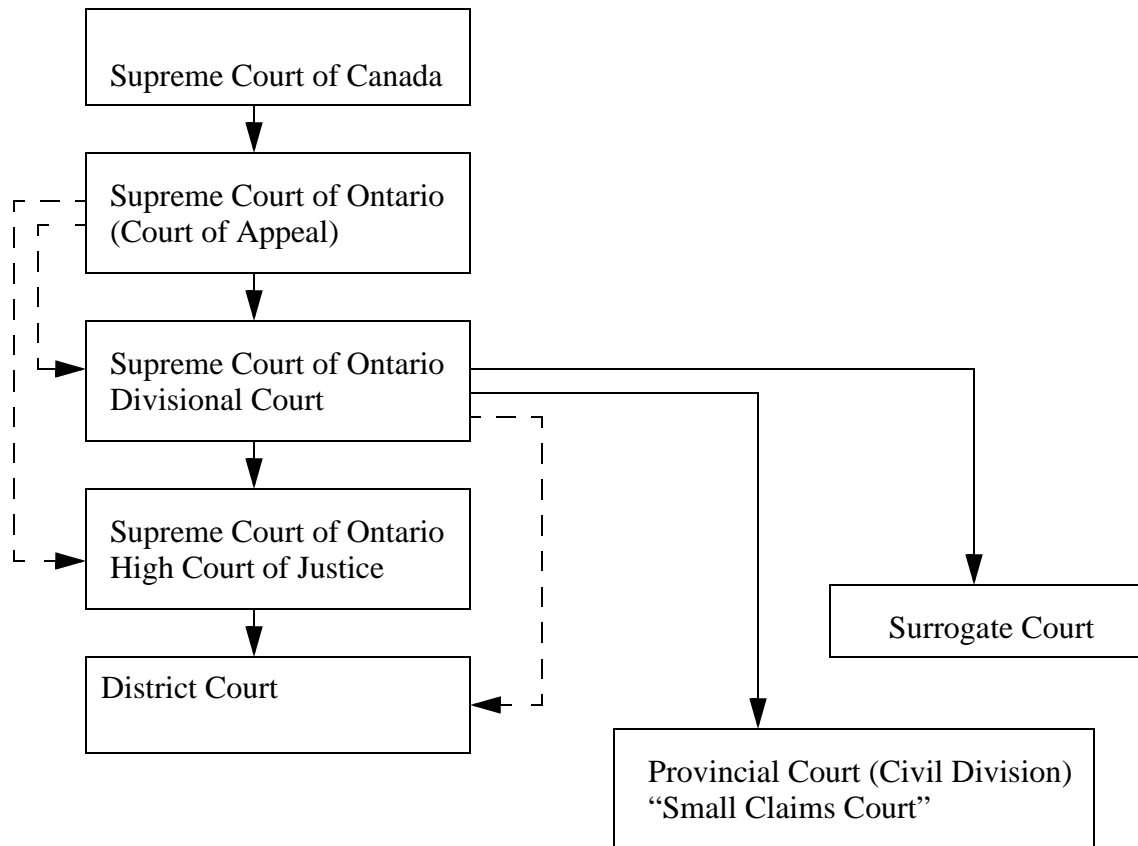 Supreme Court of Canada
Supreme Court of Ontario
(Court of Appeal)
Supreme Court of Ontario
Divisional Court
Supreme Court of Ontario
High Court of Justice
Surrogate Court
District Court
Provincial Court (Civil Division)
“Small Claims Court”